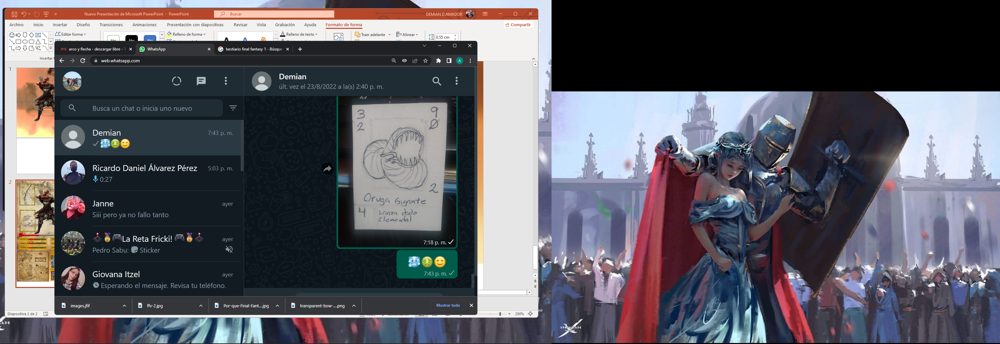 Nuevo Presentación de Microsoft PowerPoint - PowerPoint
Buscar
DEMIAN D.AMADOR
Archivo Inicio Insertar Diseño Transiciones Animaciones Presentación con diapositivas Revisar Vista Grabación Ayuda Formato de forma
Compartir
Editar forma
Abc Abc Abc
Relleno de forma
A A A
Relleno de texto
Traer adelante
Alinear
0.55 cm
Insertar f
png arco y flecha - descargar libre - 1
WhatsApp
bestiario final fantasy 1 - Búsque
web.whatsapp.com
A
1
2
Demian
últ. vez el 23/8/2022 a la(s) 2:40 p. m.
Busca un chat o inicia uno nuevo
Demian 7:43 p. m.
🥶🤢🙂
Ricardo Daniel Álvarez Pérez 5:03 p. m.
0:27
Janne ayer
Siii pero ya no fallo tanto
🕹️🏅🎮La Reta Fricki! 🎮🏅🕹️ ayer
Pedro Sabu: Sticker
Giovana Itzel ayer
Esperando el mensaje. Revisa tu teléfono.
3 9
2 0
2
Oruga Gigante
4 Lanza dado
Elemental
7:18 p. m.
🥶🤢🙂
7:43 p. m.
images.jfif
ffv-2.jpg
Por-que-Final-Fant....jpg
transparent-bow-....png
Mostrar todo
Diapositiva 2 de 2
290%